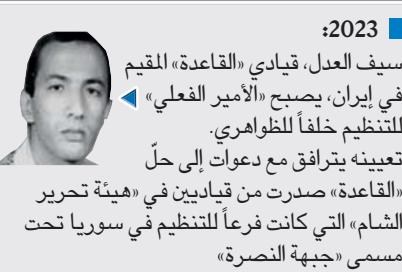 2023:
سيف العدل، قيادي «القاعدة» المقيم
في إيران، يصبح «الأمير الفعلي»
للتنظيم خلفاً للظواهري.
تعيينه يترافق مع دعوات إلى حلّ
«القاعدة» صدرت من قياديين في «هيئة تحرير
الشام» التي كانت فرعاً للتنظيم في سوريا تحت
مسمى «جبهة النصرة»